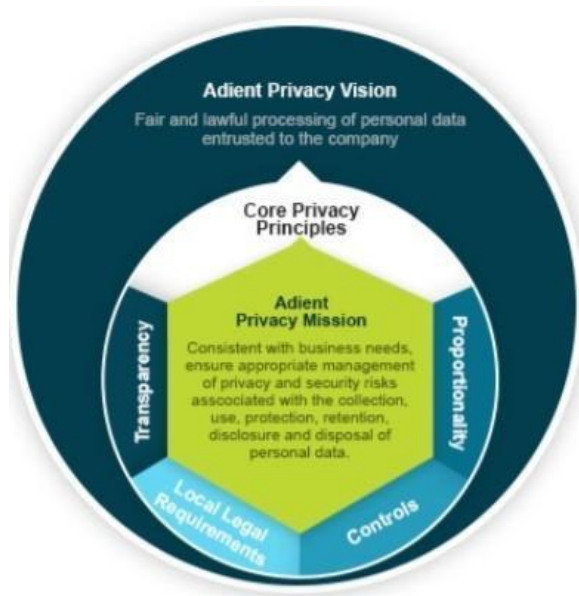 Adient Privacy Vision
Fair and lawful processing of personal data
entrusted to the company
Core Privacy
Principles
Adient
Privacy Mission
Consistent with business needs,
ensure appropriate management
of privacy and security risks
asscociated with the collection,
use, protection, retention,
disclosure and disposal of
personal data.
Transparency
Proportionality
Local Legal
Requirements
Controls